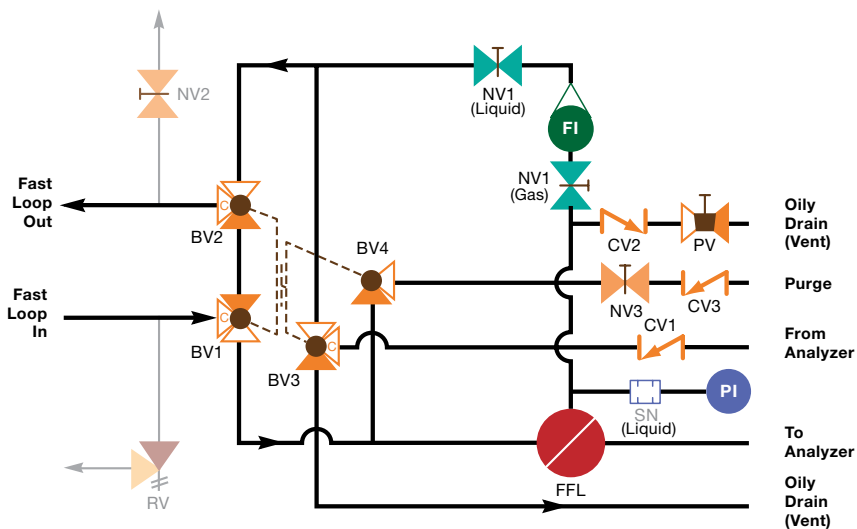 NV2
NV1
(Liquid)
FI
NV1
(Gas)
Fast
Loop
Out
C
BV2
BV4
CV2
PV
Oily
Drain
(Vent)
Fast
Loop
In
C
BV1
NV3
CV3
Purge
C
BV3
CV1
From
Analyzer
SN
(Liquid)
PI
To
Analyzer
FFL
RV
Oily
Drain
(Vent)